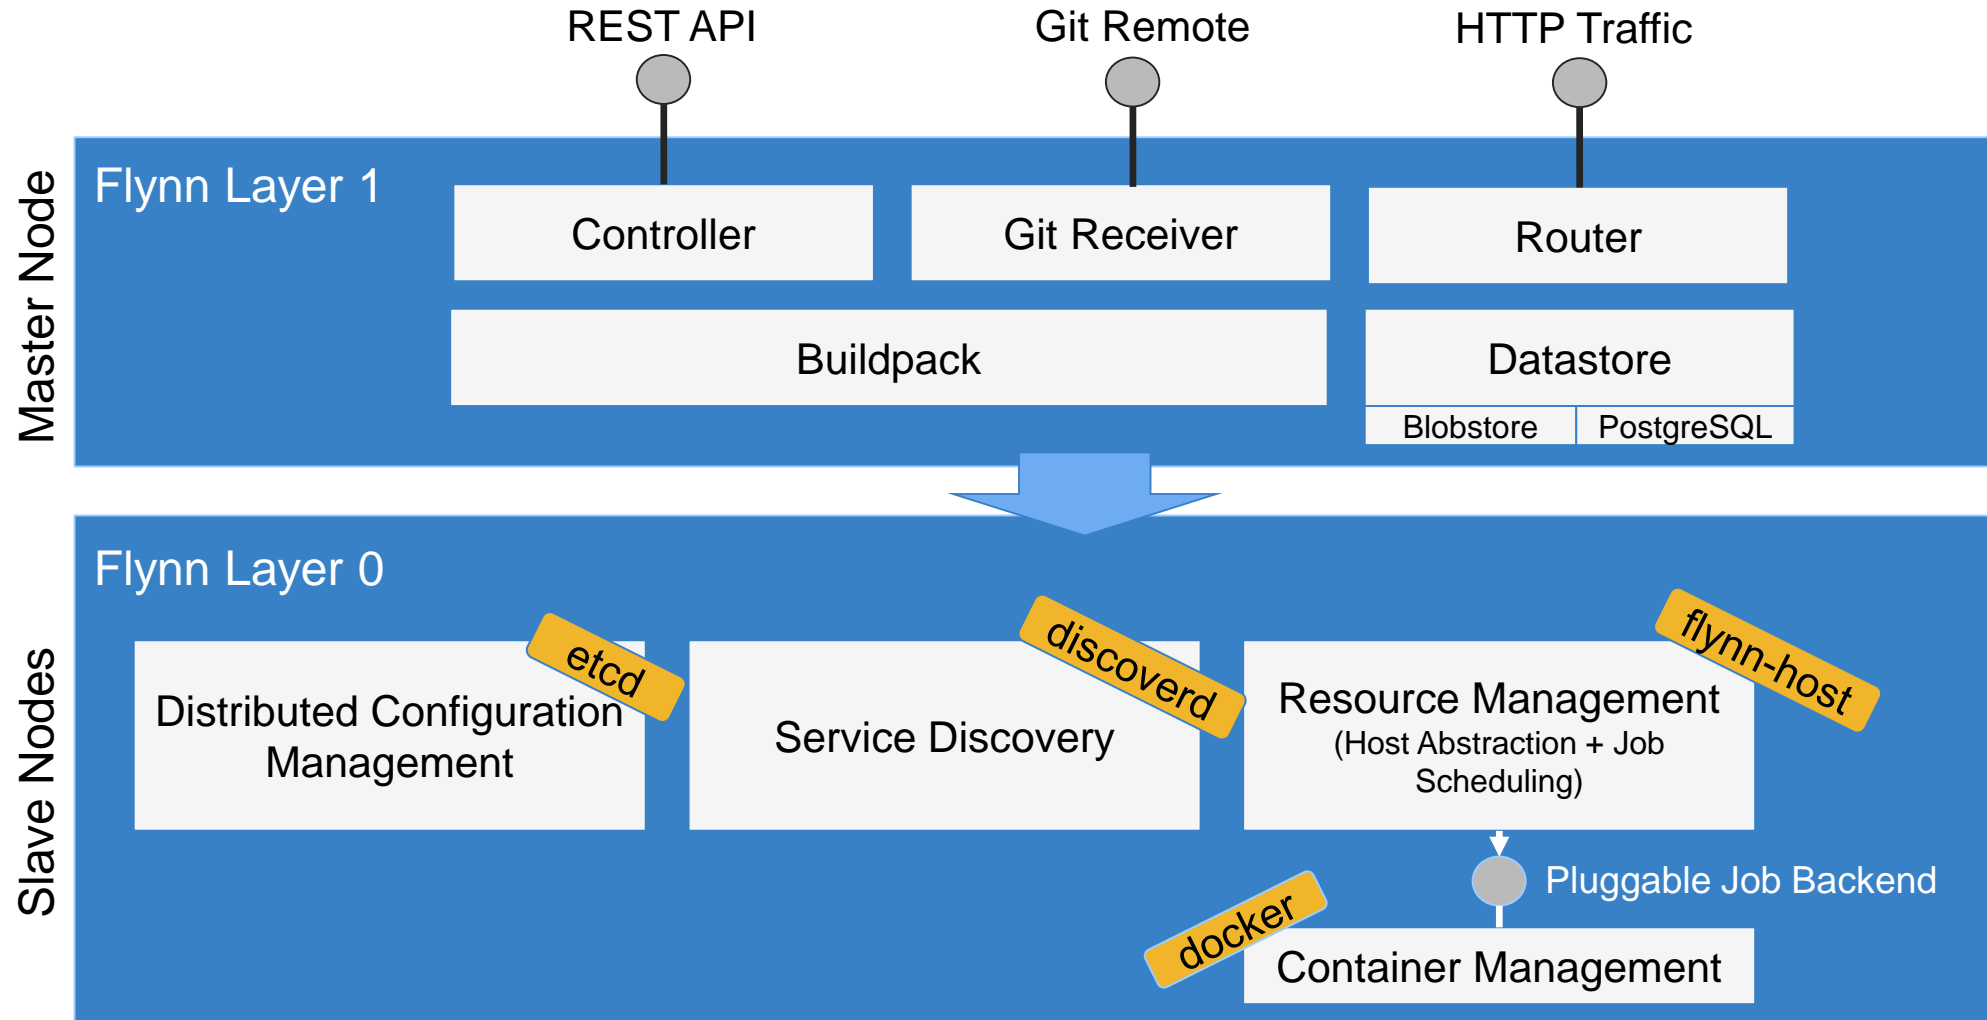 REST API
Git Remote
HTTP Traffic
Master Node
Flynn Layer 1
Controller
Git Receiver
Router
Buildpack
Datastore
Blobstore
PostgreSQL
Slave Nodes
Flynn Layer 0
etcd
discoverd
flynn-host
Distributed Configuration
Management
Service Discovery
Resource Management
(Host Abstraction + Job
Scheduling)
Pluggable Job Backend
docker
Container Management